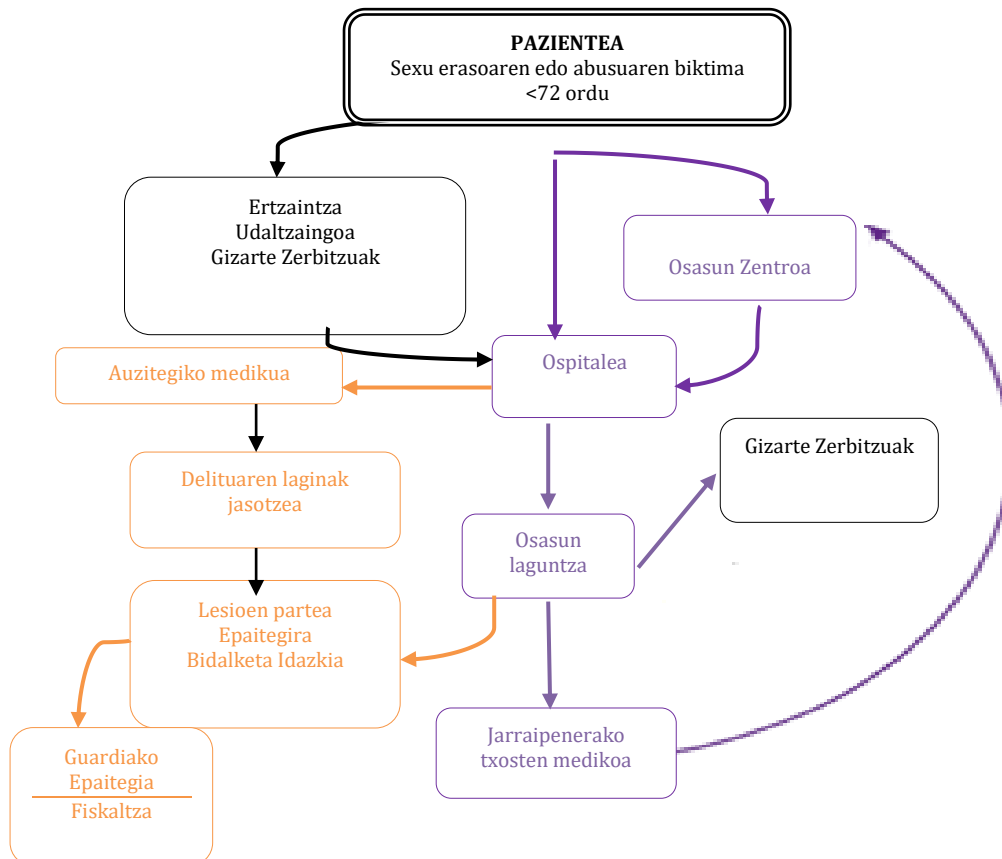 PAZIENTEA
Sexu erasoaren edo abusuaren biktima
<72 ordu
Ertzaintza
Udaltzaingoa
Gizarte Zerbitzuak
Osasun Zentroa
Auzitegiko medikua
Ospitalea
Gizarte Zerbitzuak
Delituaren laginak
jasotzea
Osasun
laguntza
Lesioen partea
Epaitegira
Bidalketa Idazkia
Jarraipenerako
txosten medikoa
Guardiako
Epaitegia
Fiskaltza